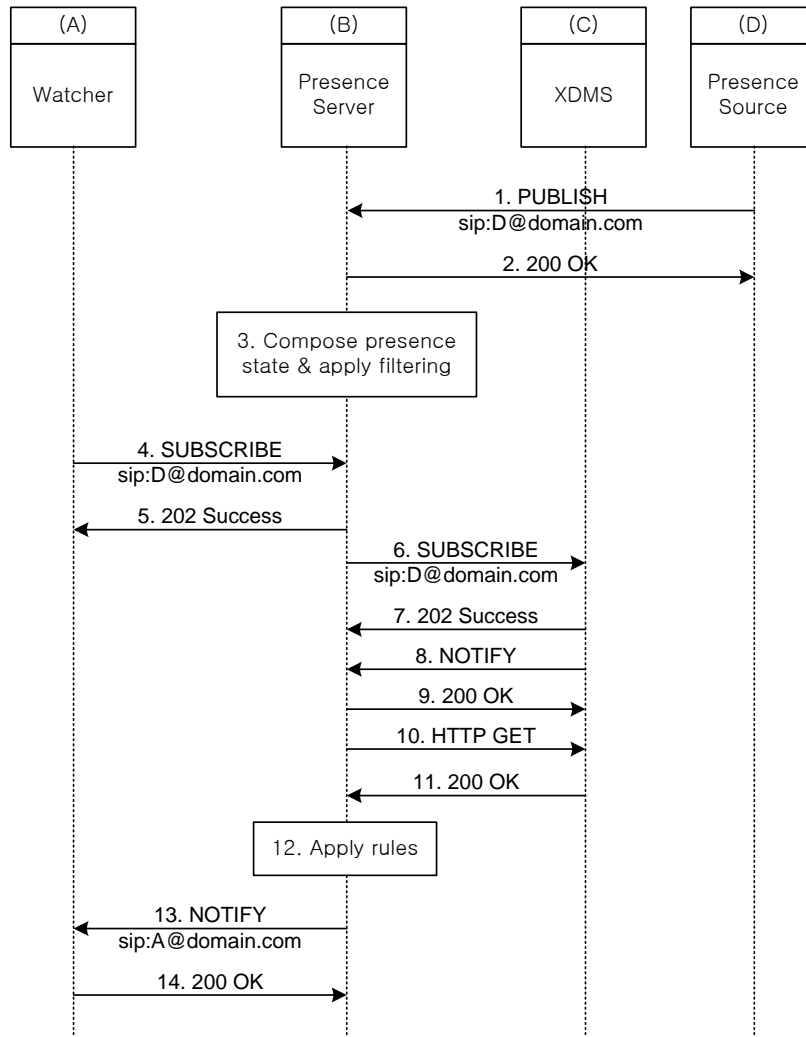 (A)
(B)
(C)
(D)
Watcher
Presence
Server
XDMS
Presence
Source
1. PUBLISH
sip:D@domain.com
2. 200 OK
3. Compose presence
state & apply filtering
4. SUBSCRIBE
sip:D@domain.com
5. 202 Success
6. SUBSCRIBE
sip:D@domain.com
7. 202 Success
8. NOTIFY
9. 200 OK
10. HTTP GET
11. 200 OK
12. Apply rules
13. NOTIFY
sip:A@domain.com
14. 200 OK